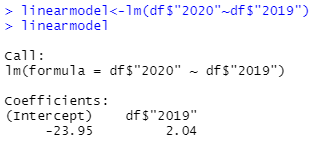 > linearmodel<-lm(df$"2020"~df$"2019")
> linearmodel
Call:
lm(formula = df$"2020" ~ df$"2019")
Coefficients:
(Intercept)    df$"2019"
     -23.95         2.04